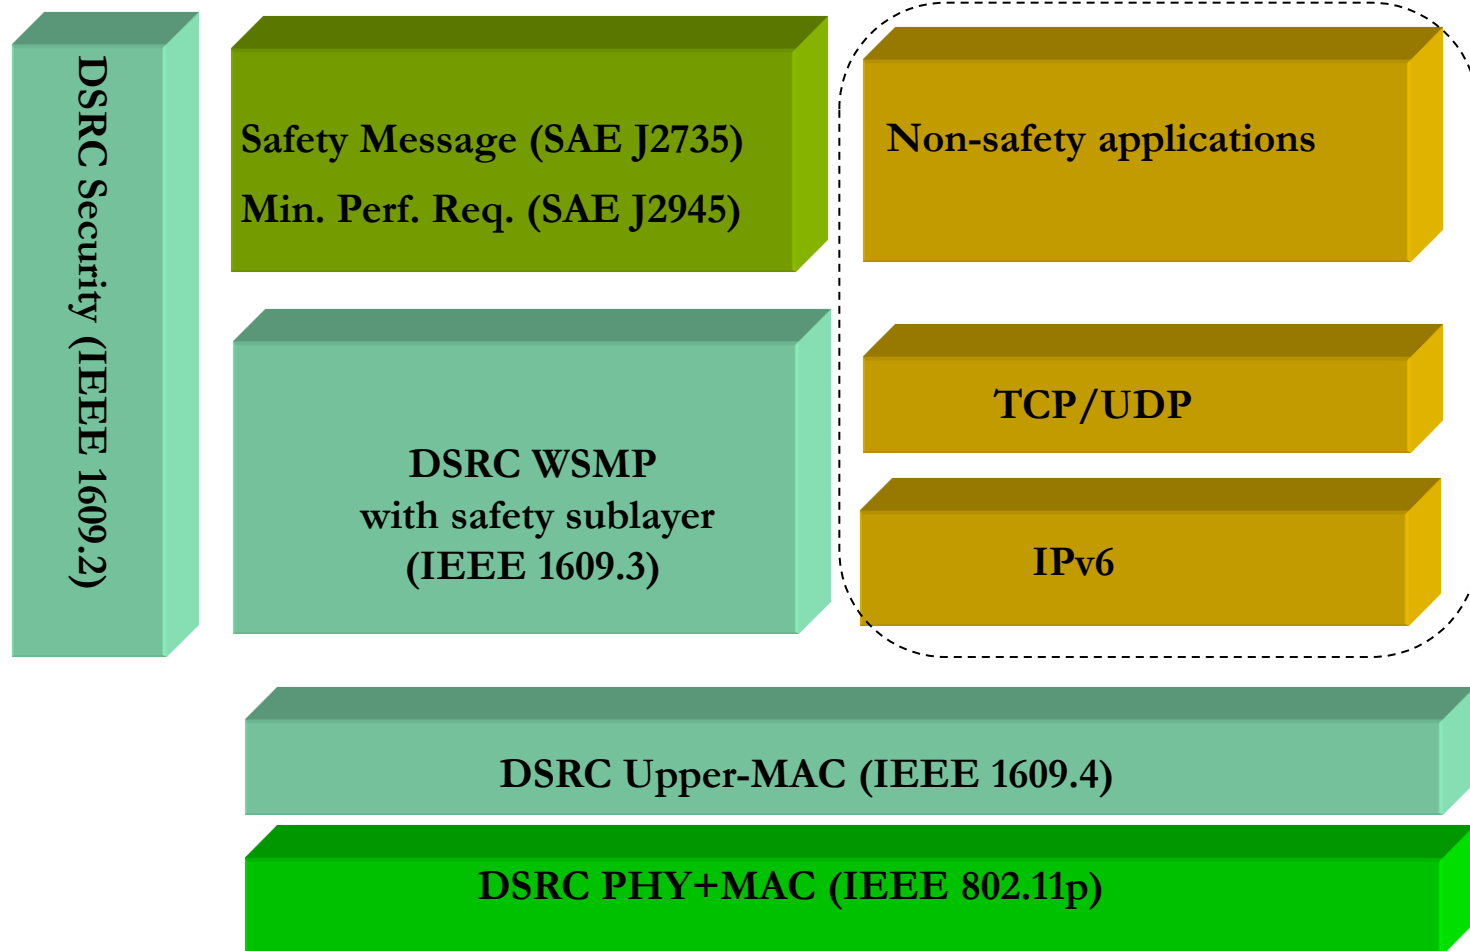 DSRC Security (IEEE 1609.2)
Safety Message (SAE J2735)
Min. Perf. Req. (SAE J2945)
Non-safety applications
DSRC WSMP
with safety sublayer
(IEEE 1609.3)
TCP/UDP
IPv6
DSRC Upper-MAC (IEEE 1609.4)
DSRC PHY+MAC (IEEE 802.11p)